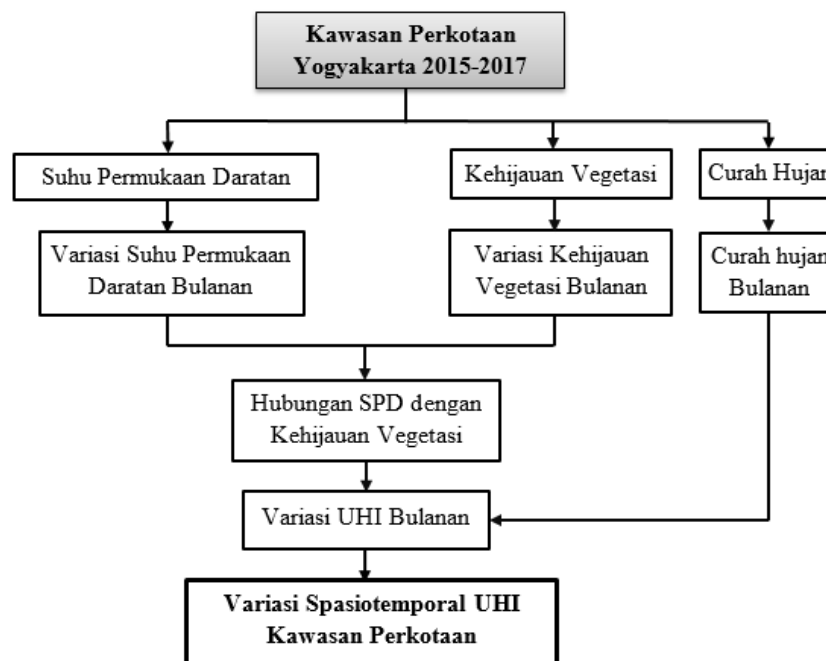 Kawasan Perkotaan
Yogyakarta 2015-2017
Suhu Permukaan Daratan
Kehijauan Vegetasi
Curah Hujan
Variasi Suhu Permukaan
Daratan Bulanan
Variasi Kehijauan
Vegetasi Bulanan
Curah hujan
Bulanan
Hubungan SPD dengan
Kehijauan Vegetasi
Variasi UHI Bulanan
Variasi Spasiotemporal UHI
Kawasan Perkotaan